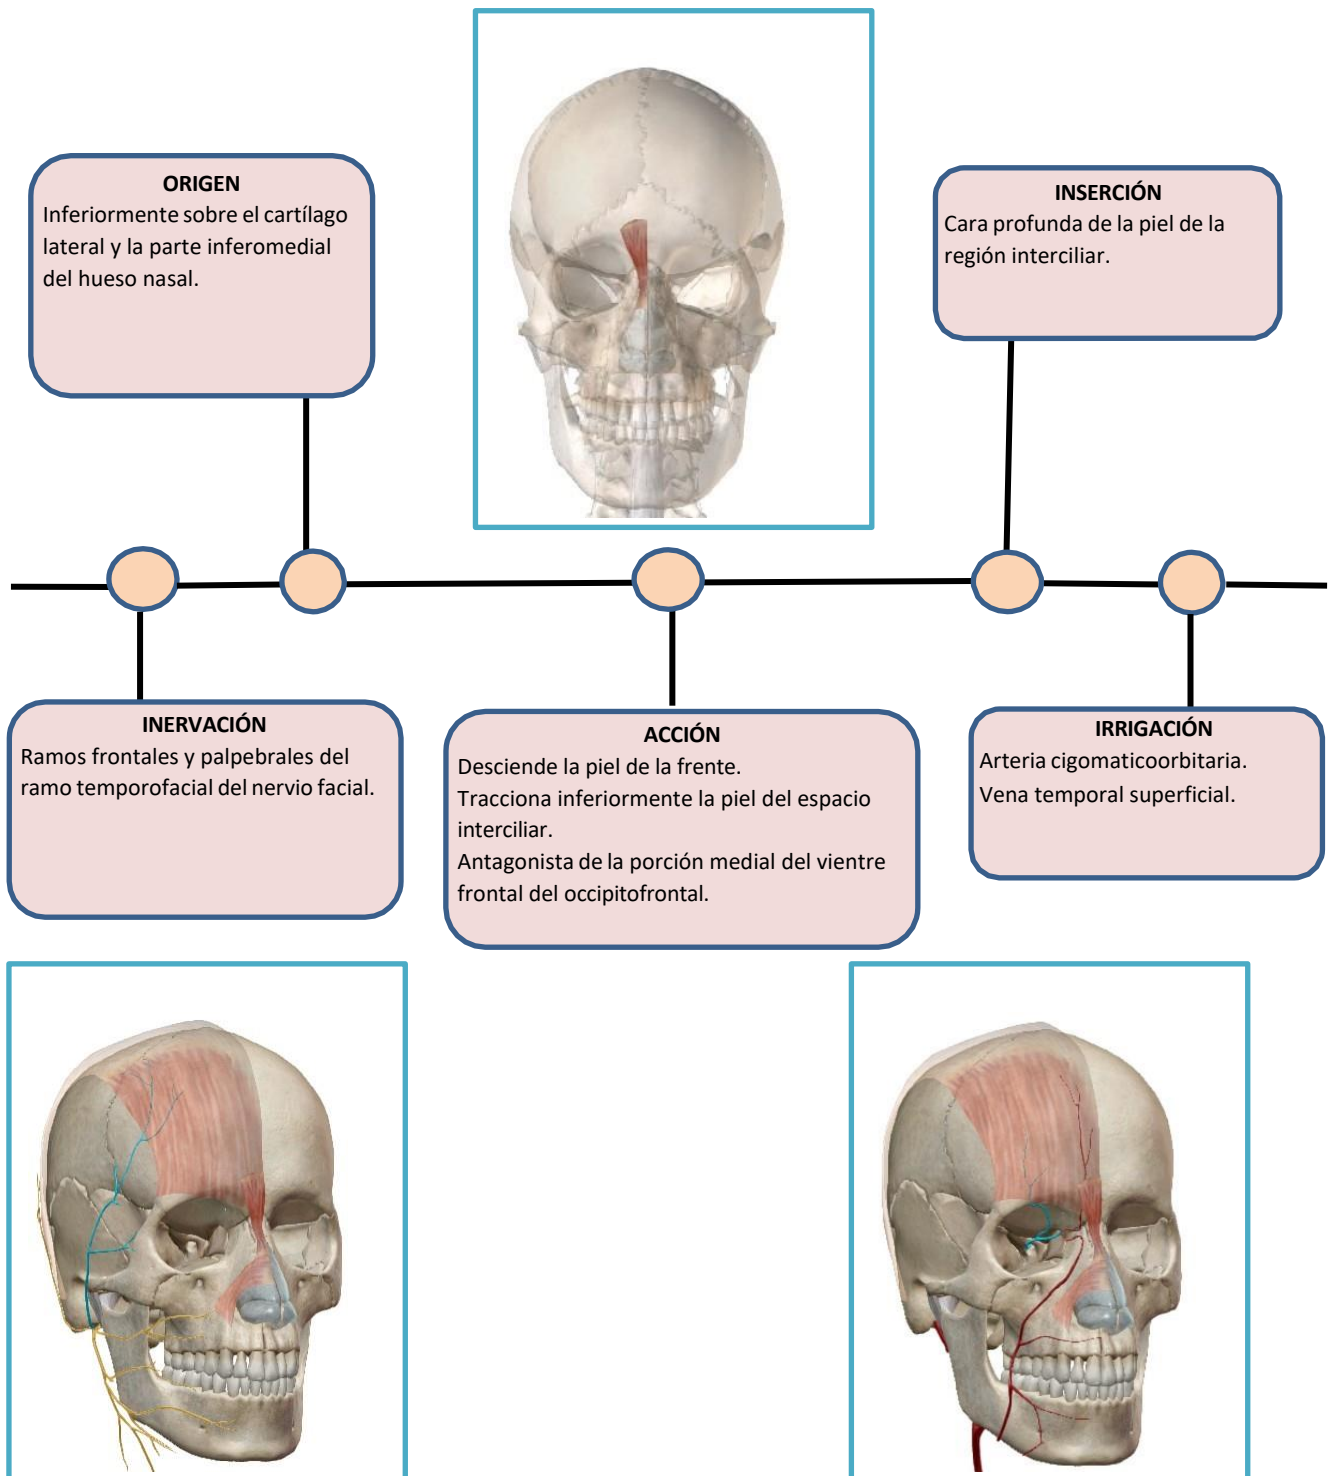 ORIGEN
Inferiormente sobre el cartílago
lateral y la parte inferomedial
del hueso nasal.
INSERCIÓN
Cara profunda de la piel de la
región interciliar.
INERVACIÓN
Ramos frontales y palpebrales del
ramo temporofacial del nervio facial.
ACCIÓN
Desciende la piel de la frente.
Tracciona inferiormente la piel del espacio
interciliar.
Antagonista de la porción medial del vientre
frontal del occipitofrontal.
IRRIGACIÓN
Arteria cigomaticoorbitaria.
Vena temporal superficial.